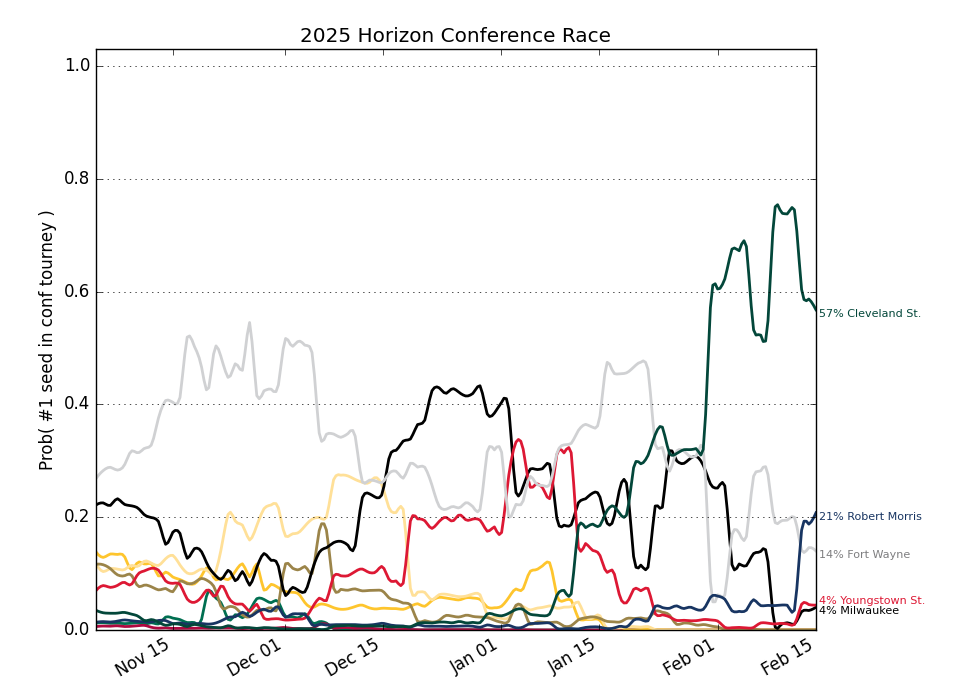 2025 Horizon Conference Race
Prob( #1 seed in conf tourney )
1.0
0.8
0.6
0.4
0.2
0.0
Nov 15
Dec 01
Dec 15
Jan 01
Jan 15
Feb 01
Feb 15
57% Cleveland St.
21% Robert Morris
14% Fort Wayne
4% Youngstown St.
4% Milwaukee